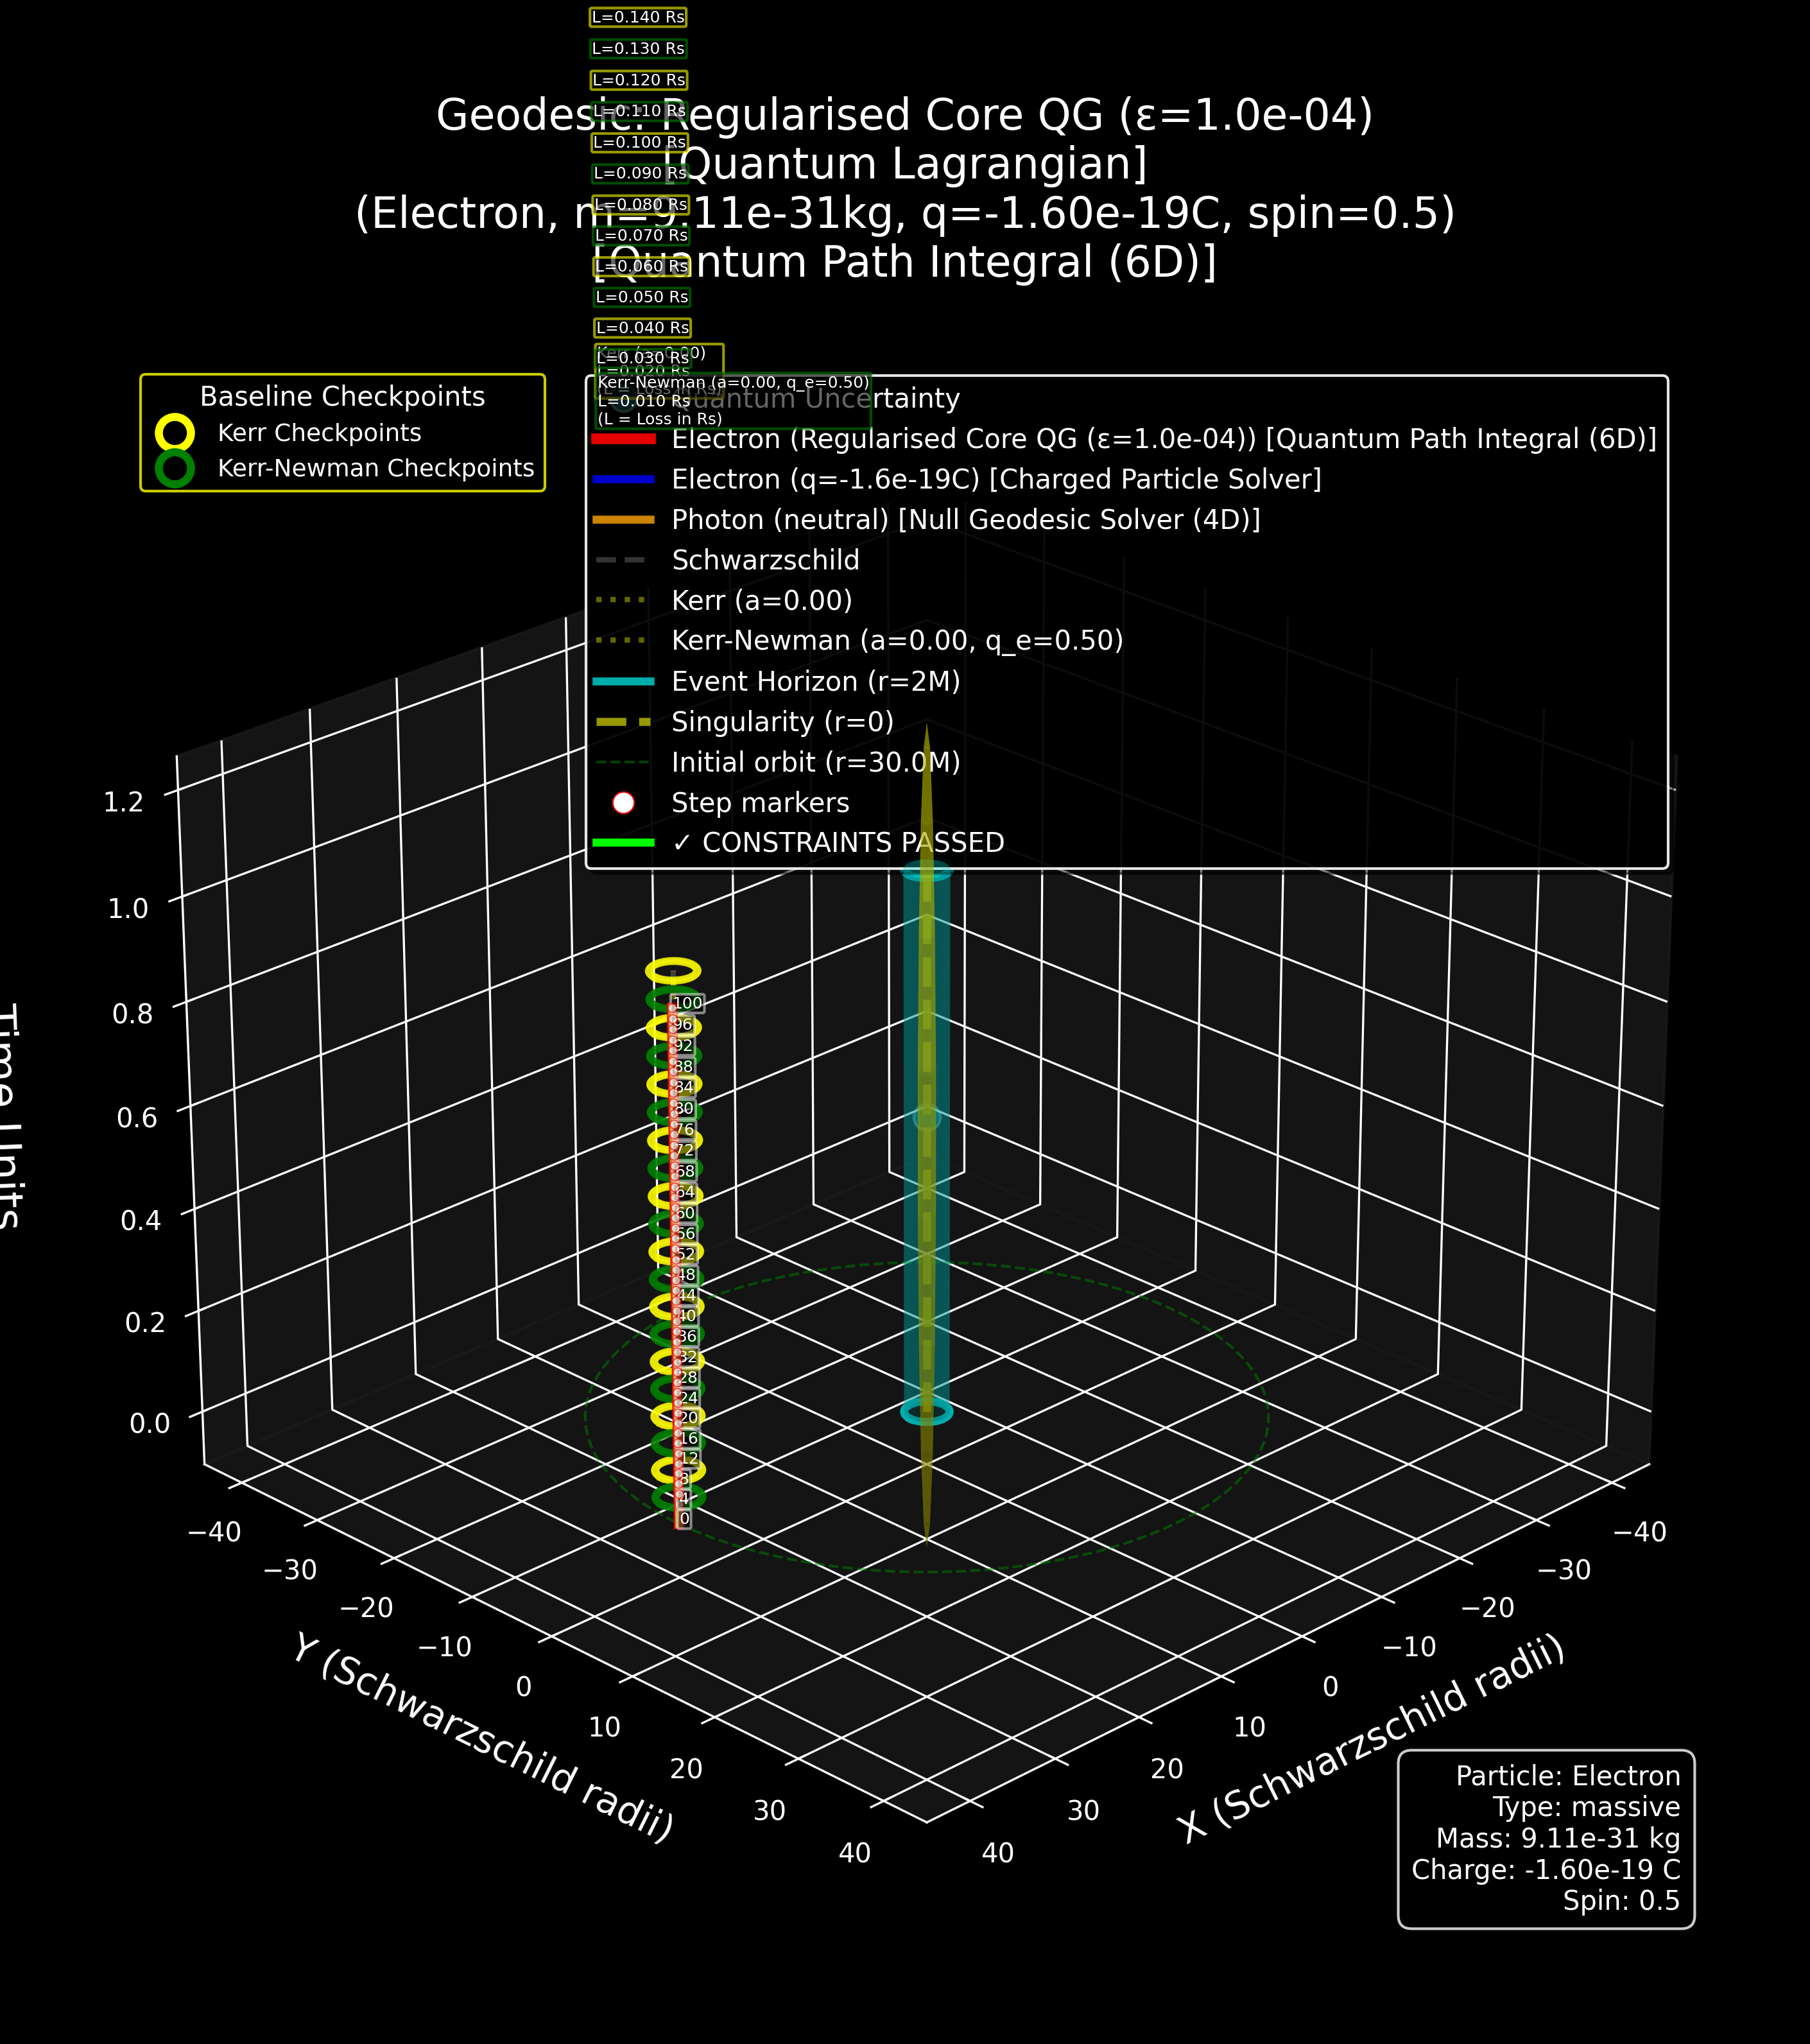 L=0.140 Rs
L=0.130 Rs
L=0.120 Rs
L=0.110 Rs
Geodesic: Regularised Core QG (ε=1.0e-04)
L=0.100 Rs
[Quantum Lagrangian]
L=0.090 Rs
L=0.080 Rs
(Electron, m=9.11e-31kg, q=-1.60e-19C, spin=0.5)
L=0.070 Rs
L=0.060 Rs
[Quantum Path Integral (6D)]
L=0.050 Rs
L=0.040 Rs
Kerr (a=0.00)
L=0.030 Rs
L=0.020 Rs
(L = Loss in Rs)
Kerr-Newman (a=0.00, q_e=0.50)
L=0.010 Rs
(L = Loss in Rs)
Baseline Checkpoints
Kerr Checkpoints
Kerr-Newman Checkpoints
Quantum Uncertainty
Electron (Regularised Core QG (ε=1.0e-04)) [Quantum Path Integral (6D)]
Electron (q=-1.6e-19C) [Charged Particle Solver]
Photon (neutral) [Null Geodesic Solver (4D)]
Schwarzschild
Kerr (a=0.00)
Kerr-Newman (a=0.00, q_e=0.50)
Event Horizon (r=2M)
Singularity (r=0)
Initial orbit (r=30.0M)
Step markers
✓ CONSTRAINTS PASSED
1.2
1.0
0.8
0.6
0.4
0.2
0.0
Time Units
100
96
92
88
84
80
76
72
68
64
60
56
52
48
44
40
36
32
28
24
20
16
12
8
4
0
−40
−30
−20
−10
0
10
20
30
40
Y (Schwarzschild radii)
−40
−30
−20
−10
0
10
20
30
40
X (Schwarzschild radii)
Particle: Electron
Type: massive
Mass: 9.11e-31 kg
Charge: -1.60e-19 C
Spin: 0.5